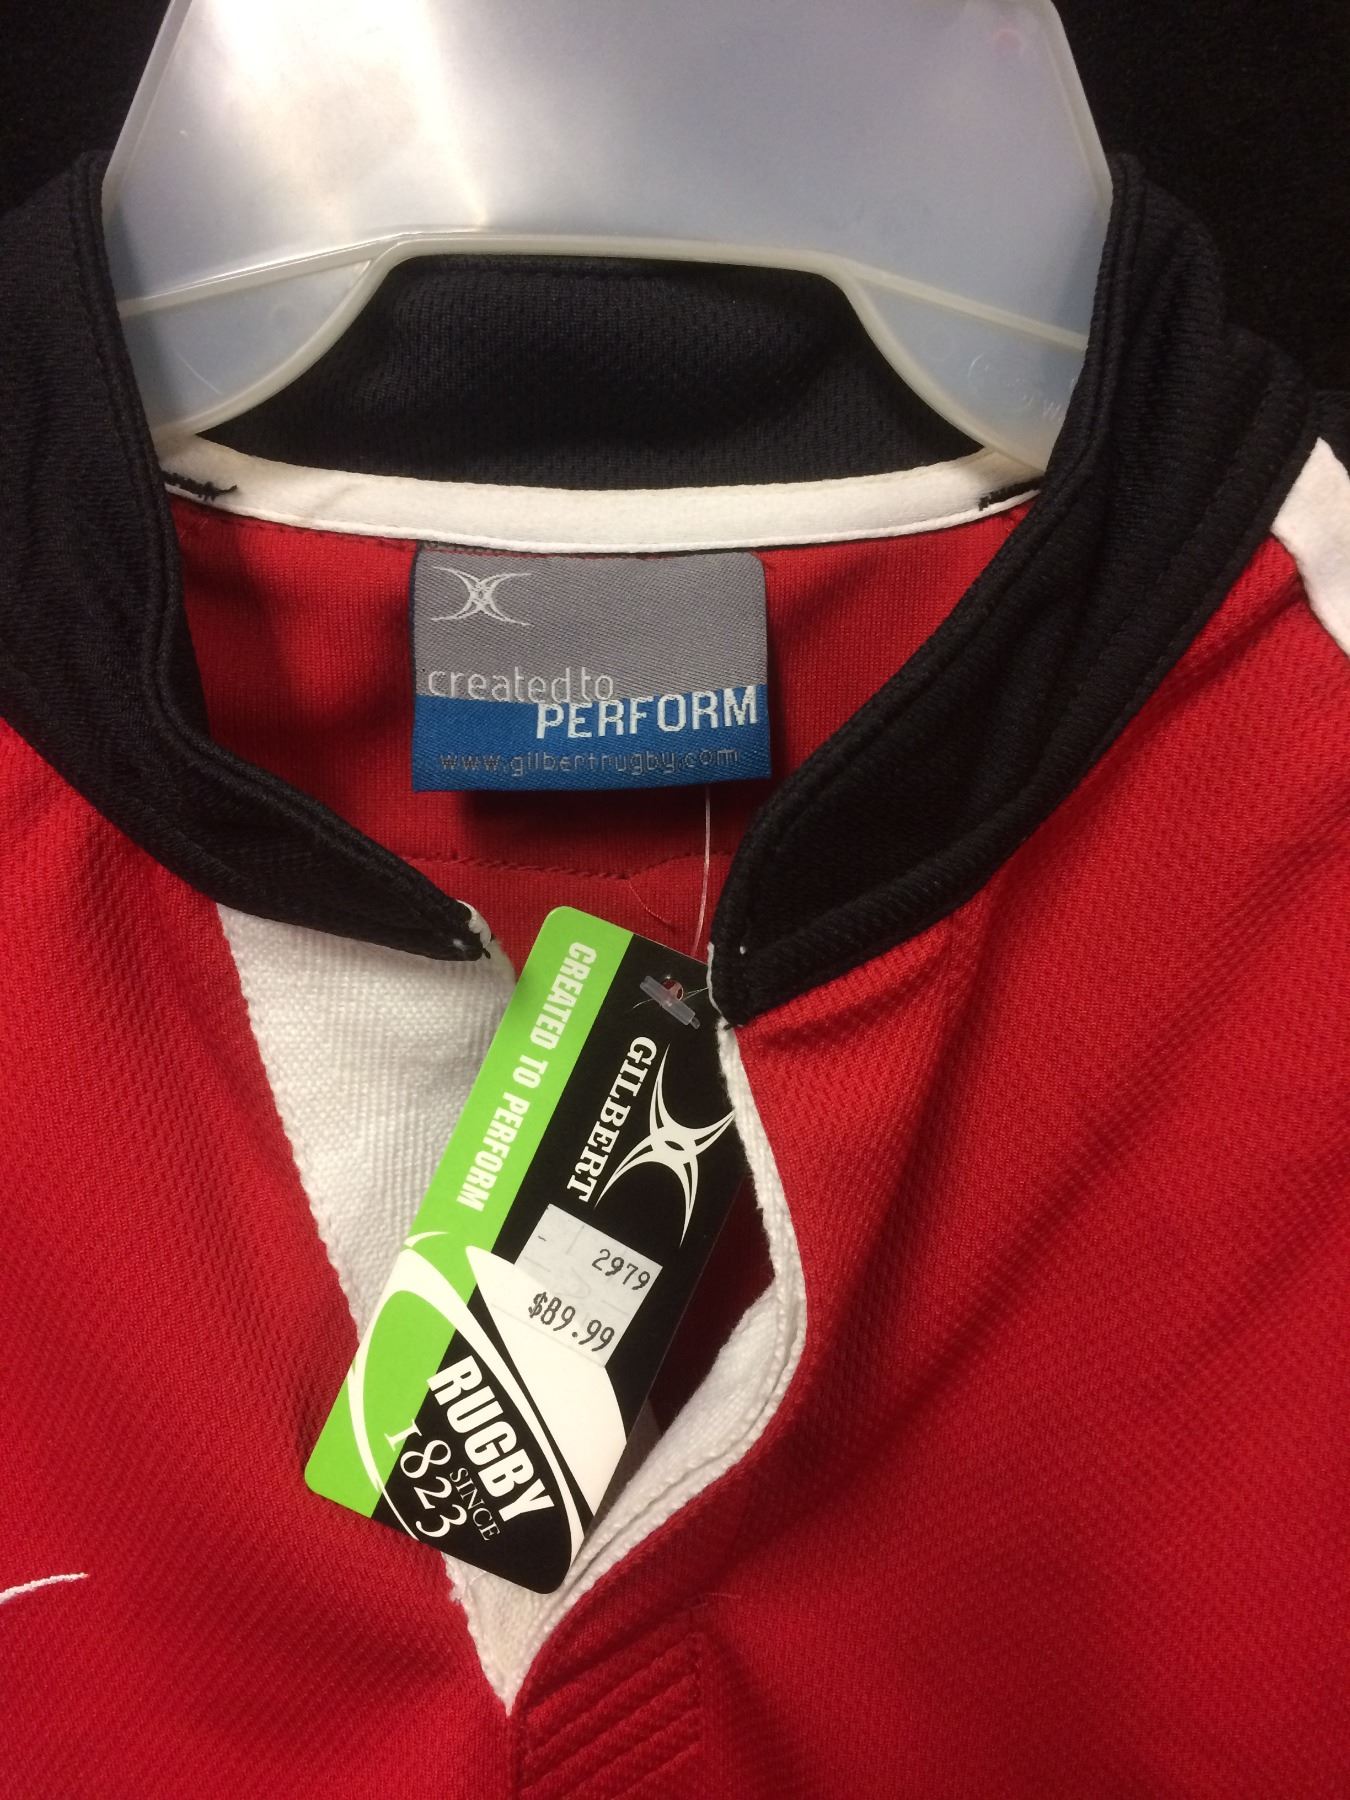 created to
PERFORM
www.gilbertrugby.com
CREATED TO PERFORM
GILBERT
2979
$89.99
RUGBY
SINCE
1823